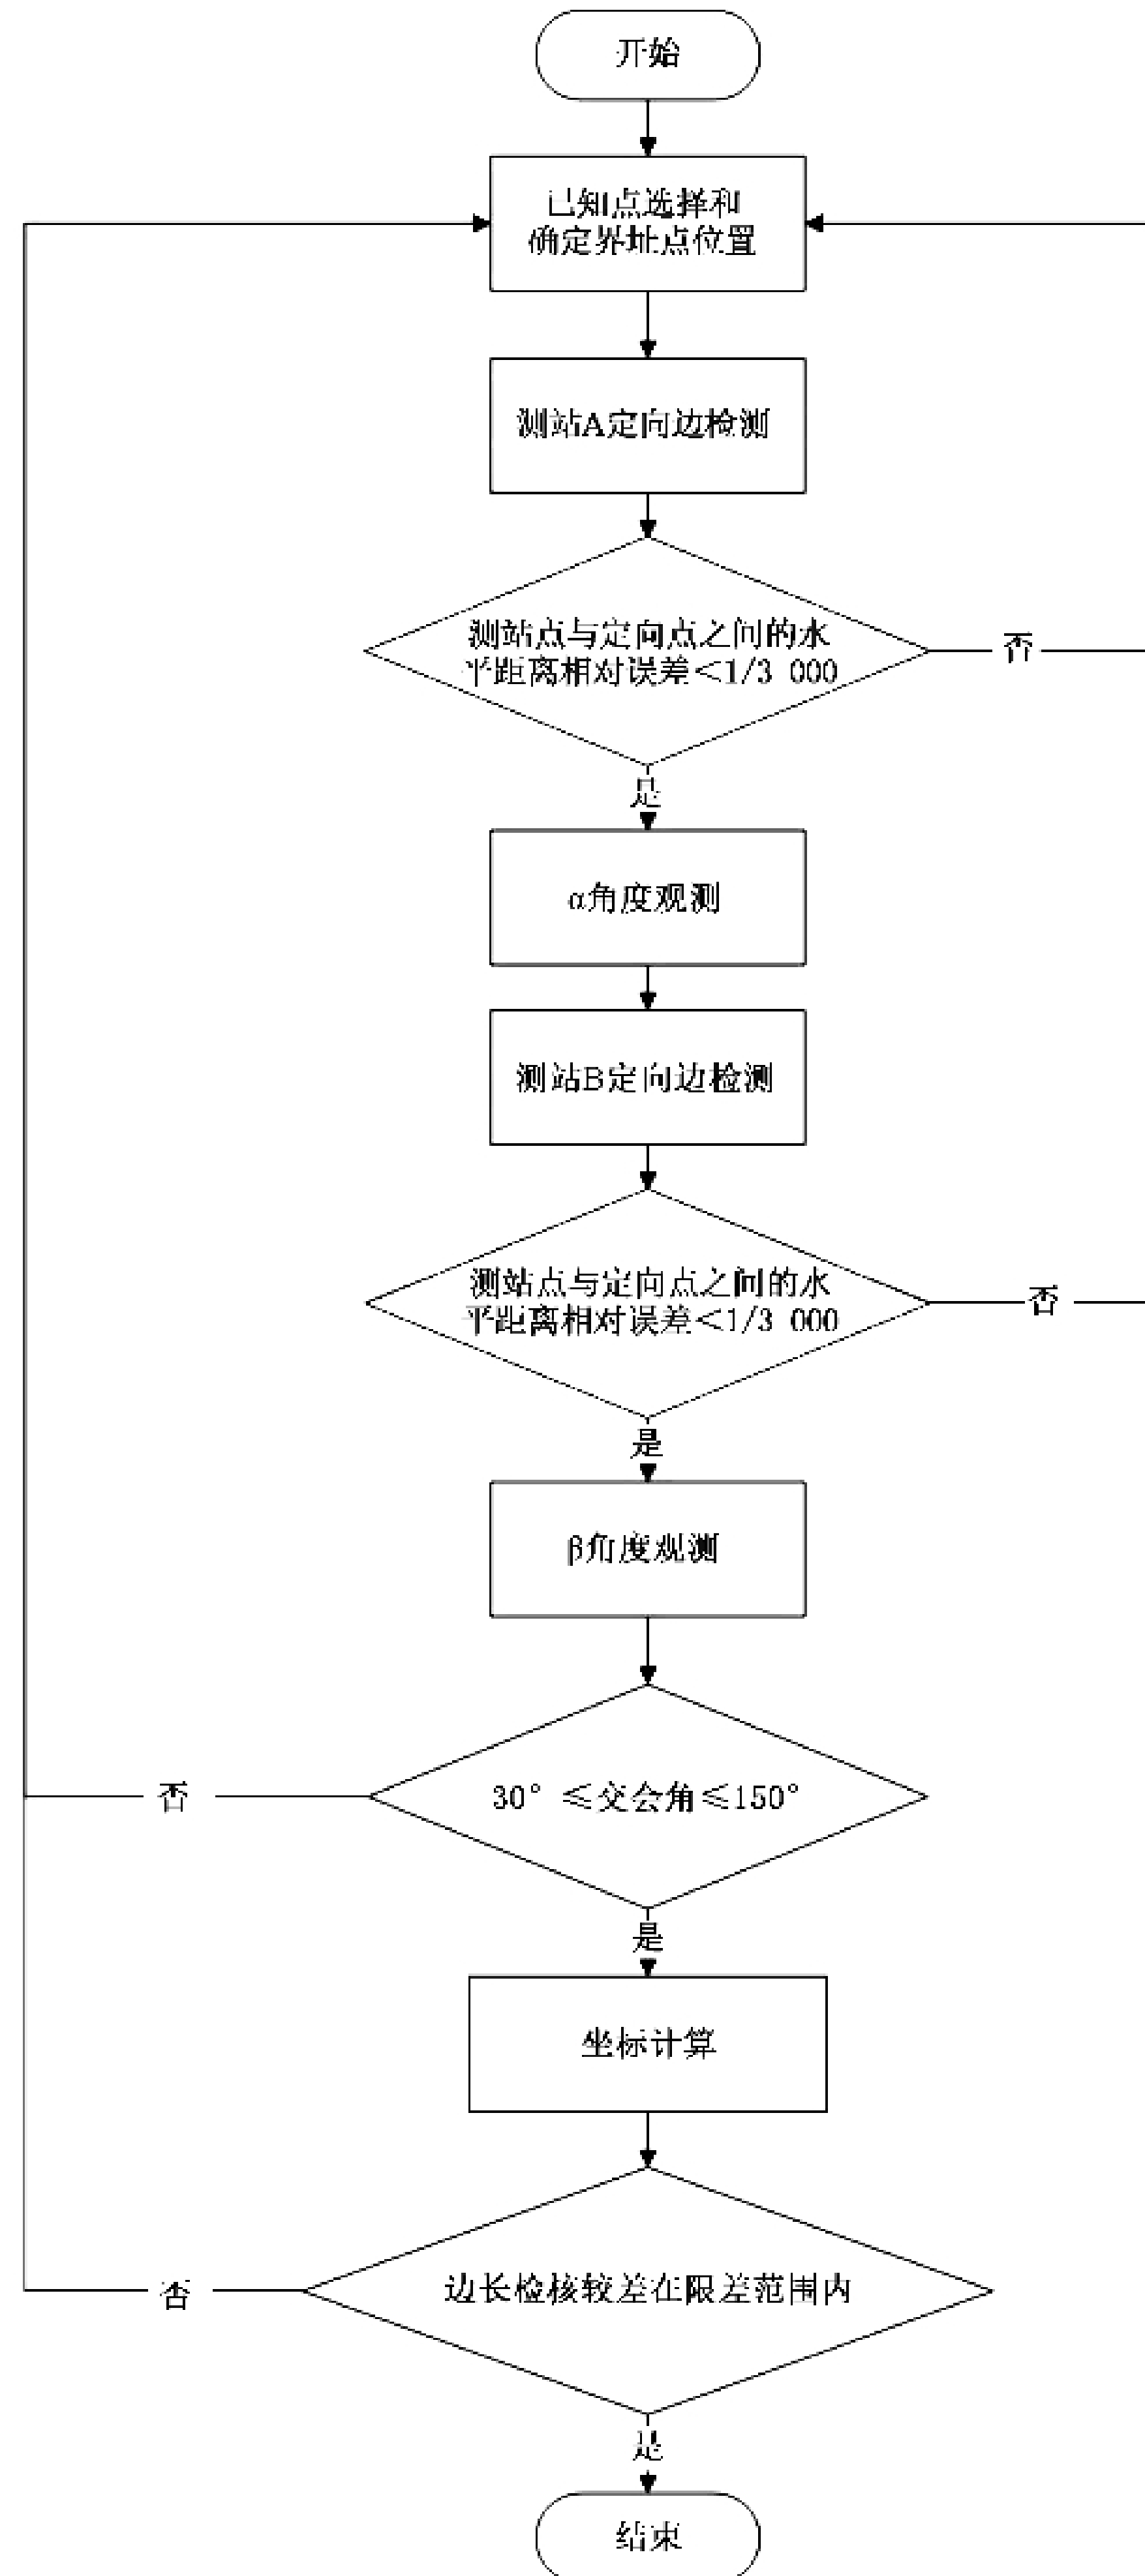 开始
已知点选择和
确定界址点位置
测站A定向边检测
测站点与定向点之间的水
平距离相对误差<1/3 000
否
是
α角度观测
测站B定向边检测
测站点与定向点之间的水
平距离相对误差<1/3 000
否
是
β角度观测
30°≤交会角≤150°
否
是
坐标计算
边长检核较差在限差范围内
否
是
结束